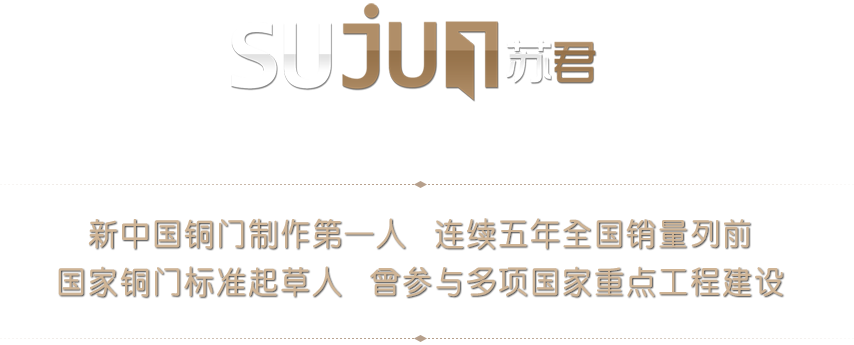 SUJUN 苏君
新中国铜门制作第一人 连续五年全国销量列前
国家铜门标准起草人 曾参与多项国家重点工程建设